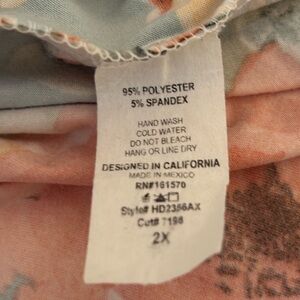 95% POLYESTER
5% SPANDEX
HAND WASH
COLD WATER
DO NOT BLEACH
HANG OR LINE DRY
DESIGNED IN CALIFORNIA
MADE IN MEXICO
RN#161570
Style# HD2356AX
Cut# 7198
2X